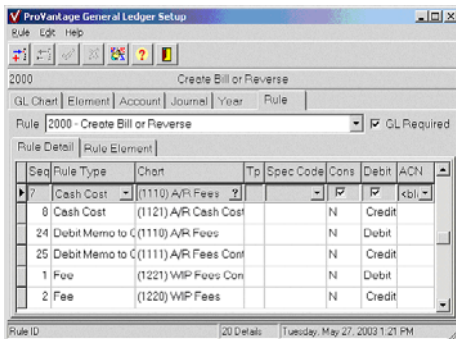 ProVantage General Ledger Setup
Rule Edit Help
2000 Create Bill or Reverse
GL Chart Element Account Journal Year Rule
Rule 2000 - Create Bill or Reverse GL Required
Rule Detail Rule Element
Seq Rule Type Chart Tp Spec Code Cons Debit ACN
7 Cash Cost (1110) A/R Fees ? <bl
8 Cash Cost (1121) A/R Cash Cost N Credit
24 Debit Memo to C (1110) A/R Fees N Debit
25 Debit Memo to C (1111) A/R Fees Cont N Credit
1 Fee (1221) WIP Fees Con N Debit
2 Fee (1220) WIP Fees N Credit
Rule ID 20 Details Tuesday, May 27, 2003 1:21 PM